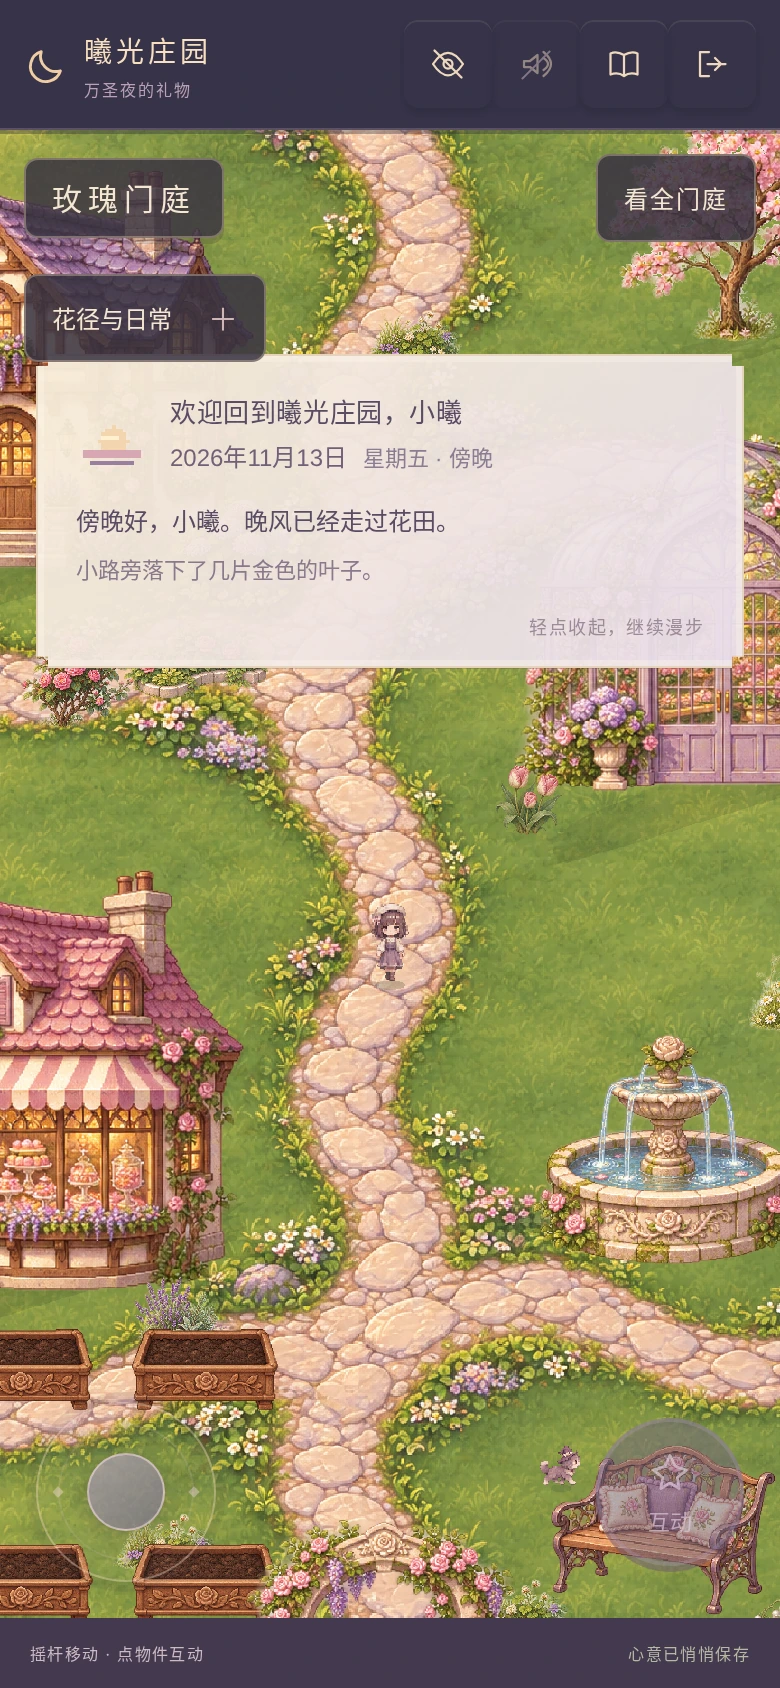 曦光庄园
万圣夜的礼物
玫瑰门庭
看全门庭
花径与日常
欢迎回到曦光庄园，小曦
2026年11月13日 星期五 · 傍晚
傍晚好，小曦。晚风已经走过花田。
小路旁落下了几片金色的叶子。
轻点收起，继续漫步
互动
摇杆移动 · 点物件互动
心意已悄悄保存